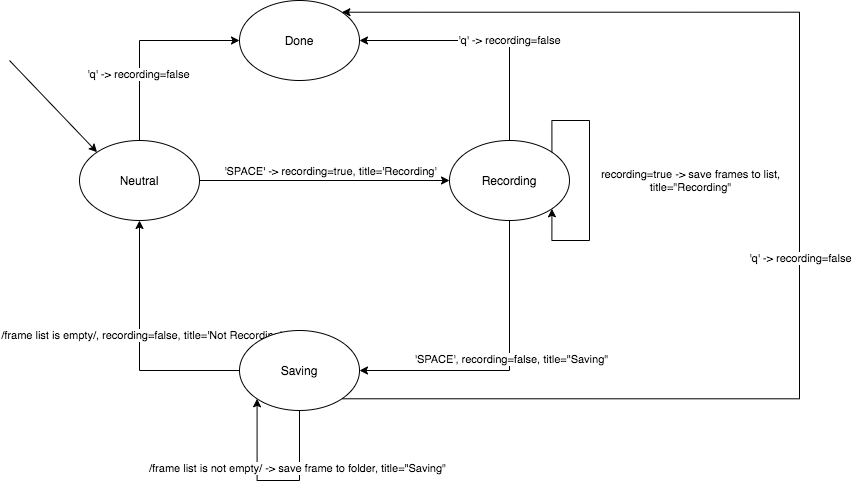 Done
'q' -> recording=false
'q' -> recording=false
Neutral
'SPACE' -> recording=true, title='Recording'
Recording
recording=true -> save frames to list,
title="Recording"
'q' -> recording=false
/frame list is empty/, recording=false, title='Not
Saving
'SPACE', recording=false, title="Saving"
/frame list is not empty/ -> save frame to folder, title="Saving"